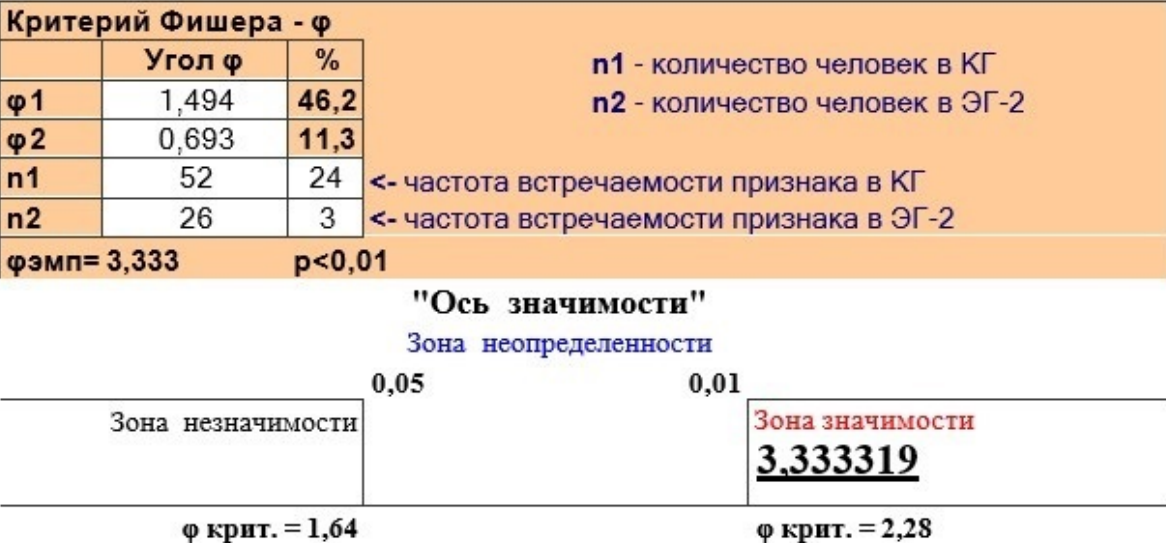 Критерий Фишера - φ
Угол φ %
n1 - количество человек в КГ
φ1 1,494 46,2
n2 - количество человек в ЭГ-2
φ2 0,693 11,3
n1 52 24 <- частота встречаемости признака в КГ
n2 26 3 <- частота встречаемости признака в ЭГ-2
φэмп= 3,333 p<0,01
"Ось значимости"
Зона неопределенности
0,05 0,01
Зона незначимости Зона значимости
3,333319
φ крит. = 1,64 φ крит. = 2,28